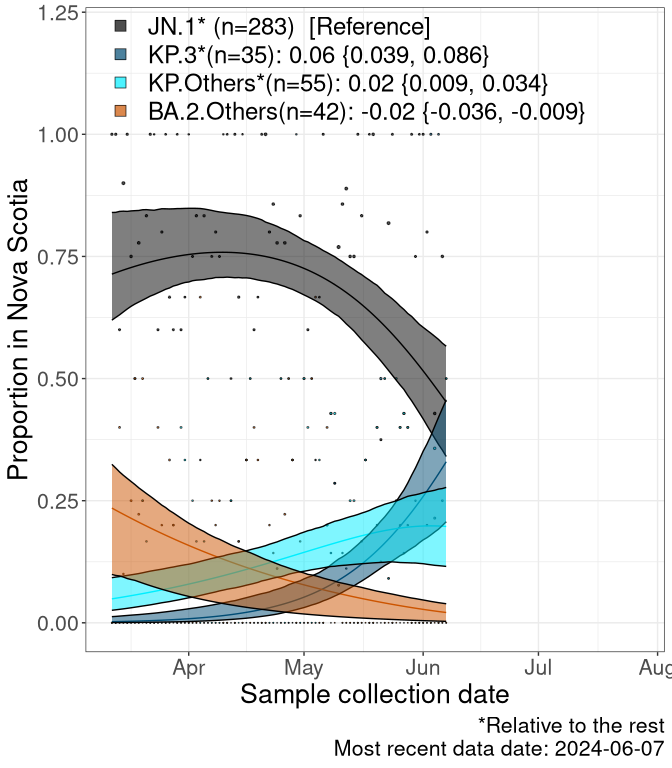 1.25
JN.1* (n=283) [Reference]
KP.3*(n=35): 0.06 {0.039, 0.086}
KP.Others*(n=55): 0.02 {0.009, 0.034}
BA.2.Others(n=42): -0.02 {-0.036, -0.009}
1.00
0.75
0.50
0.25
0.00
Proportion in Nova Scotia
Apr May Jun Jul Aug
Sample collection date
*Relative to the rest
Most recent data date: 2024-06-07